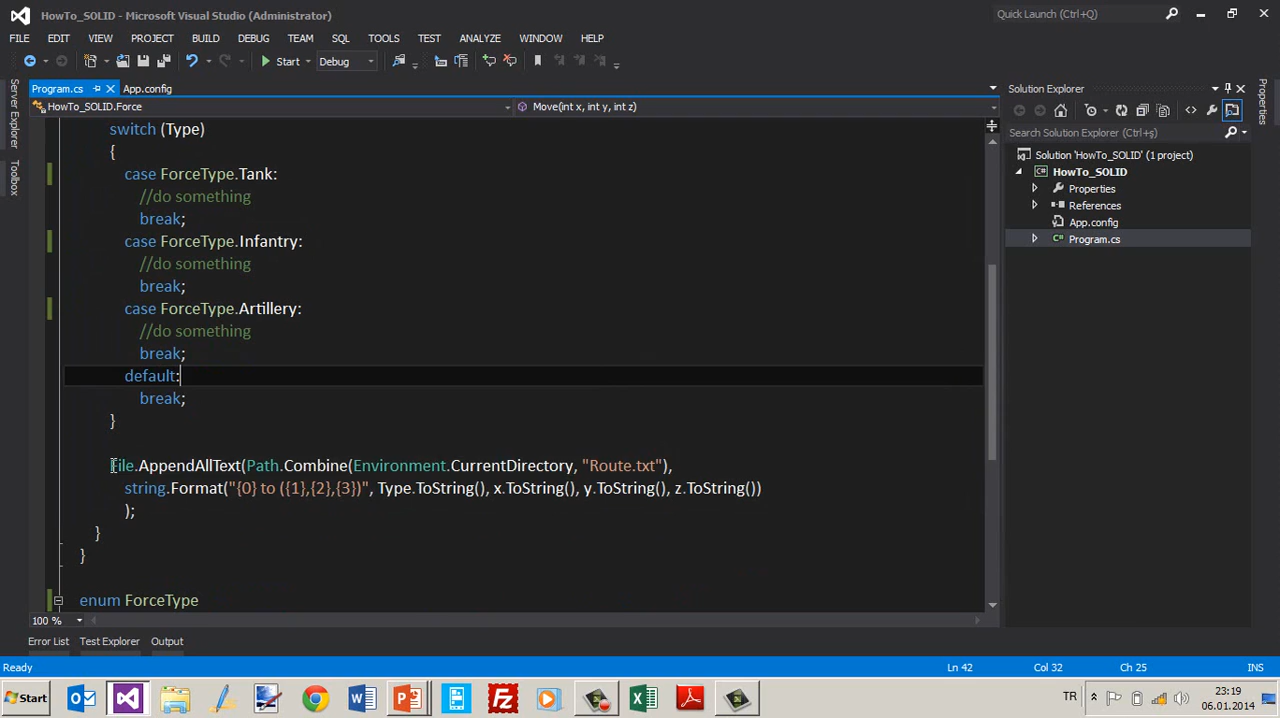 HowTo_SOLID - Microsoft Visual Studio (Administrator)
Quick Launch (Ctrl+Q)
FILE EDIT VIEW PROJECT BUILD DEBUG TEAM SQL TOOLS TEST ANALYZE WINDOW HELP
Start Debug
Server Explorer
Toolbox
Program.cs App.config
HowTo_SOLID.Force Move(int x, int y, int z)
switch (Type)
{
case ForceType.Tank:
//do something
break;
case ForceType.Infantry:
//do something
break;
case ForceType.Artillery:
//do something
break;
default:
break;
}
File.AppendAllText(Path.Combine(Environment.CurrentDirectory, "Route.txt"),
string.Format("{0} to ({1},{2},{3})", Type.ToString(), x.ToString(), y.ToString(), z.ToString())
);
}
}
enum ForceType
100 %
Solution Explorer
Search Solution Explorer (Ctrl+ş)
Solution 'HowTo_SOLID' (1 project)
HowTo_SOLID
Properties
References
App.config
Program.cs
Properties
Error List Test Explorer Output
Ready Ln 42 Col 32 Ch 25 INS
Start TR 23:19
06.01.2014